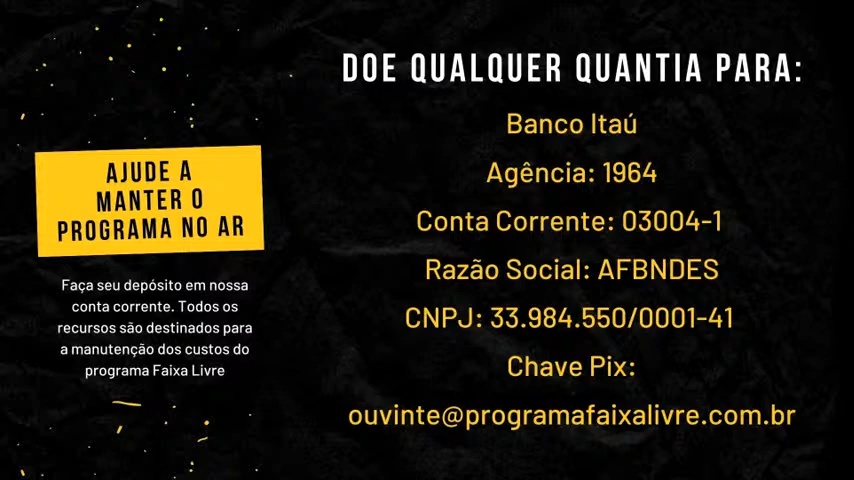 AJUDE A
MANTER O
PROGRAMA NO AR
Faça seu depósito em nossa
conta corrente. Todos os
recursos são destinados para
a manutenção dos custos do
programa Faixa Livre
DOE QUALQUER QUANTIA PARA:
Banco Itaú
Agência: 1964
Conta Corrente: 03004-1
Razão Social: AFBNDES
CNPJ: 33.984.550/0001-41
Chave Pix:
ouvinte@programafaixalivre.com.br